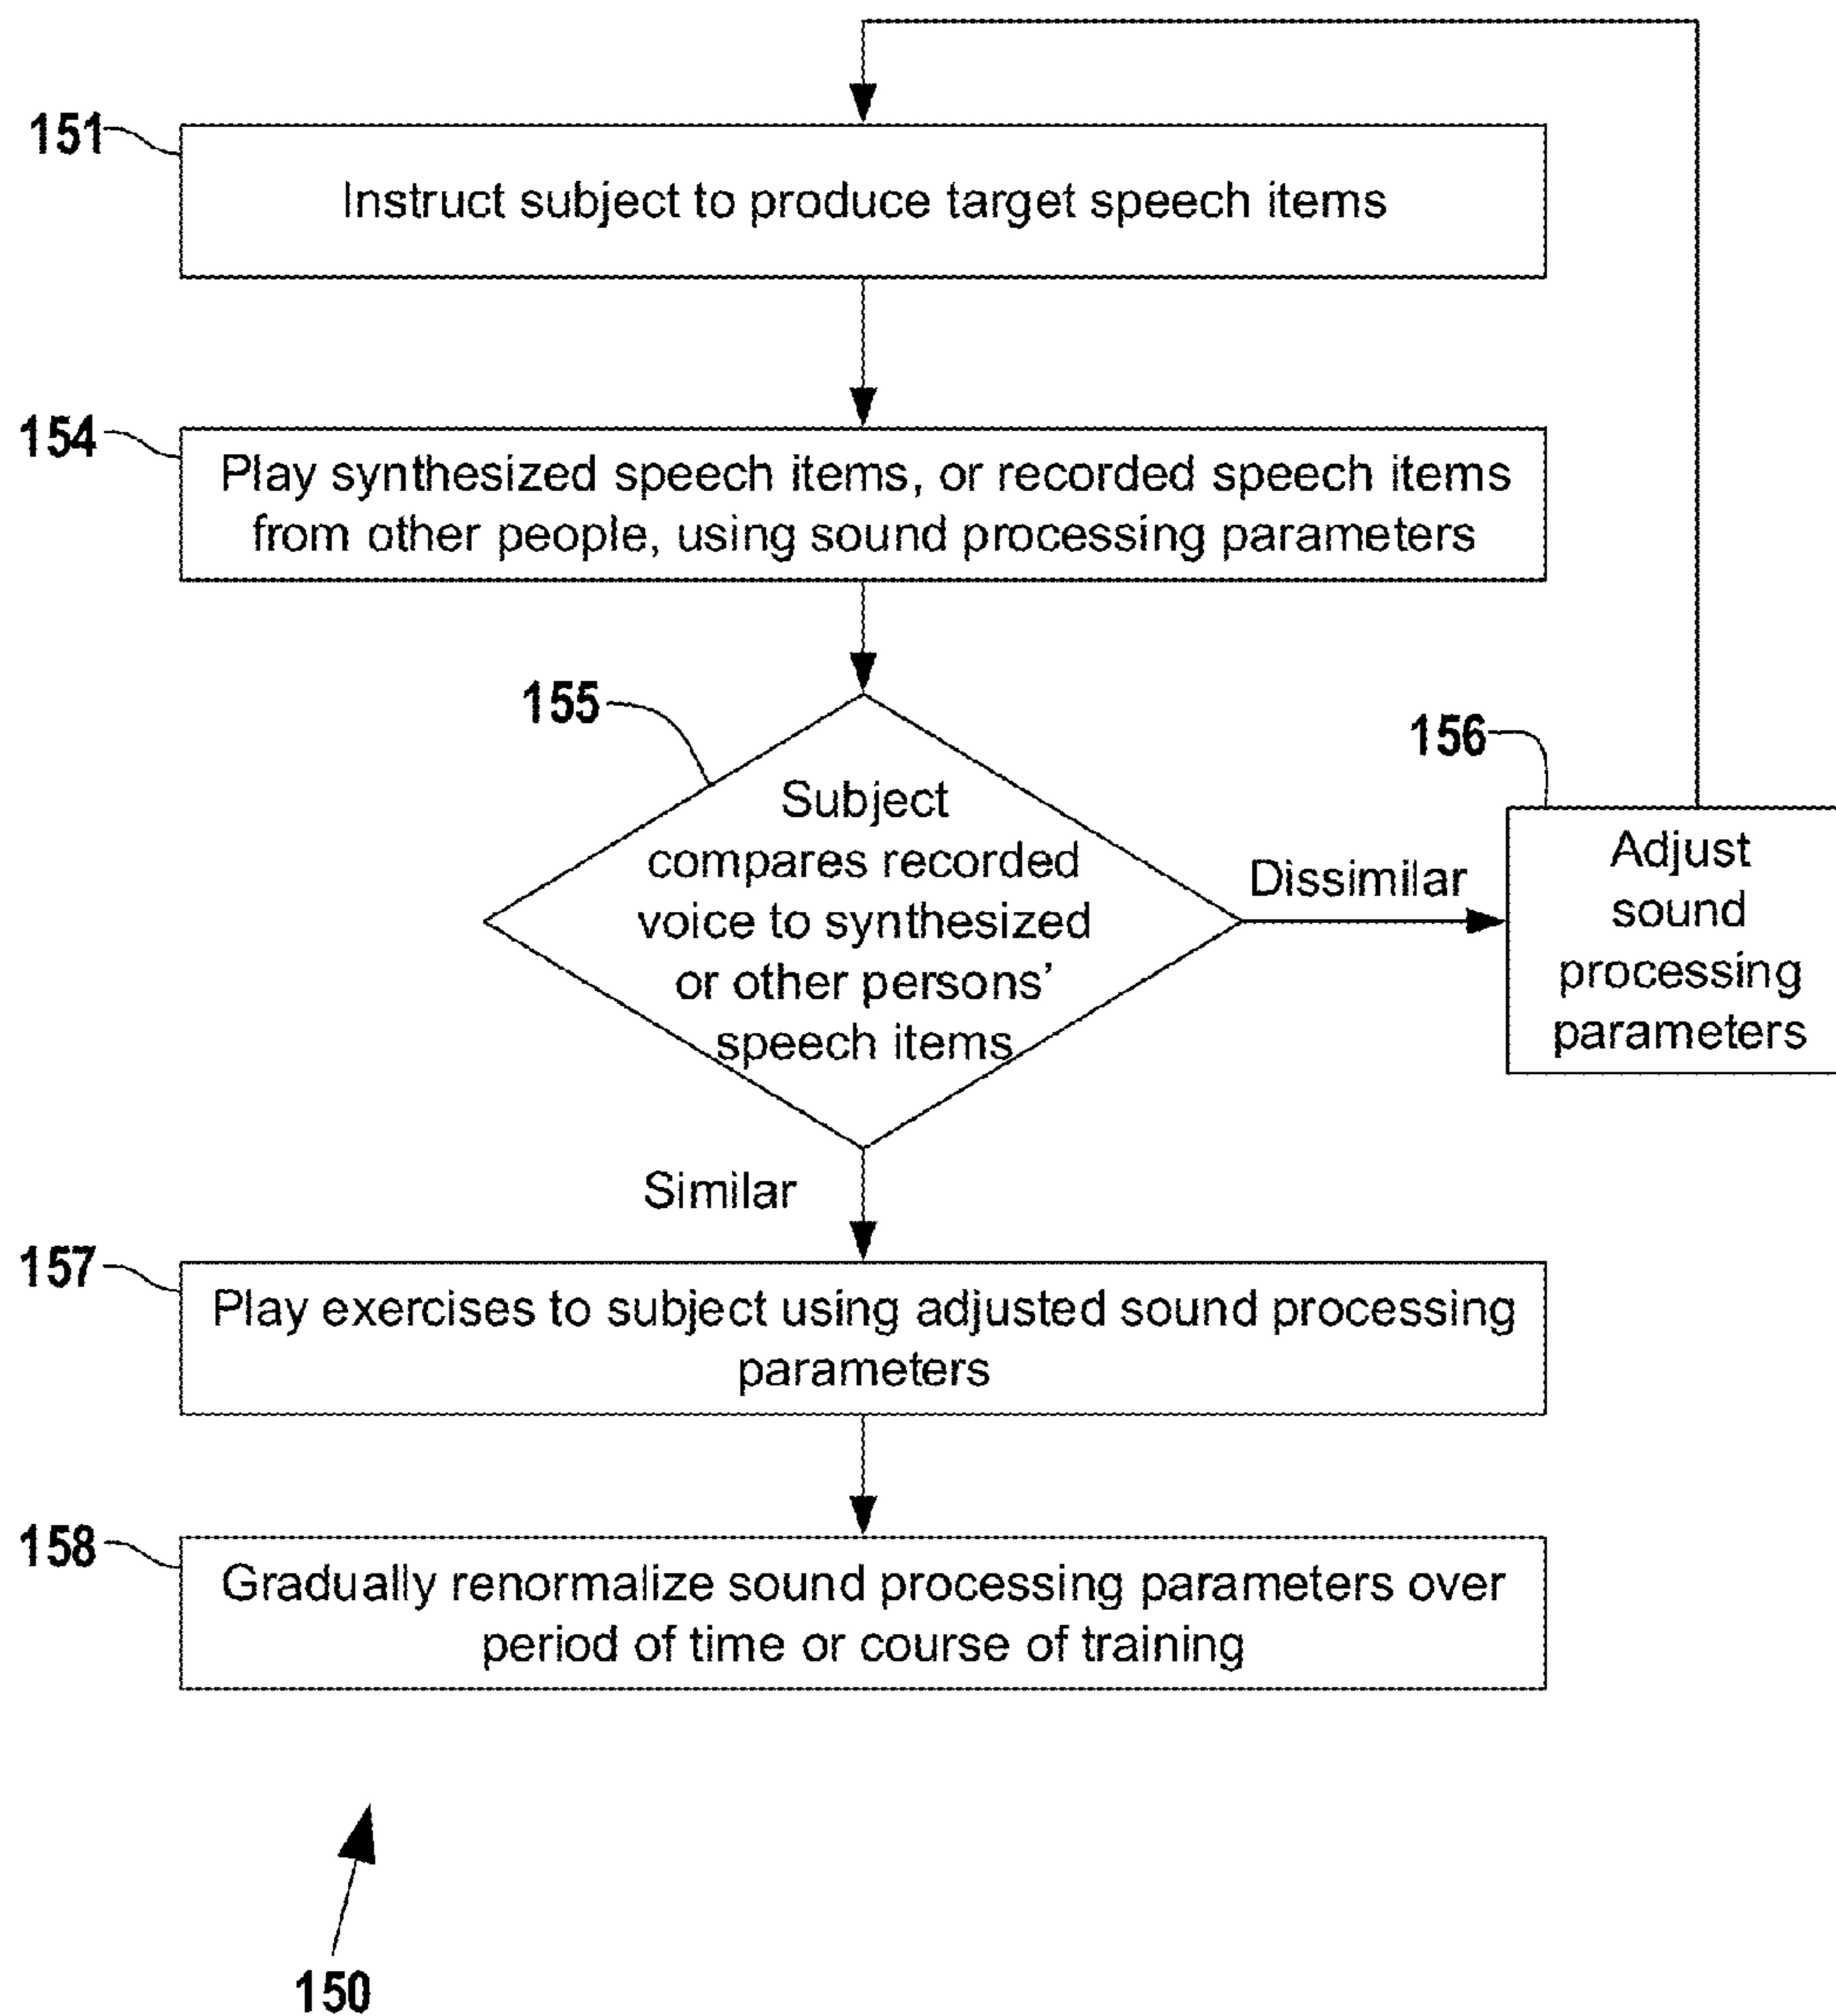 151
Instruct subject to produce target speech items
154
Play synthesized speech items, or recorded speech items
from other people, using sound processing parameters
155
Subject
compares recorded
voice to synthesized
or other persons’
speech items
Dissimilar
156
Adjust
sound
processing
parameters
Similar
157
Play exercises to subject using adjusted sound processing
parameters
158
Gradually renormalize sound processing parameters over
period of time or course of training
150